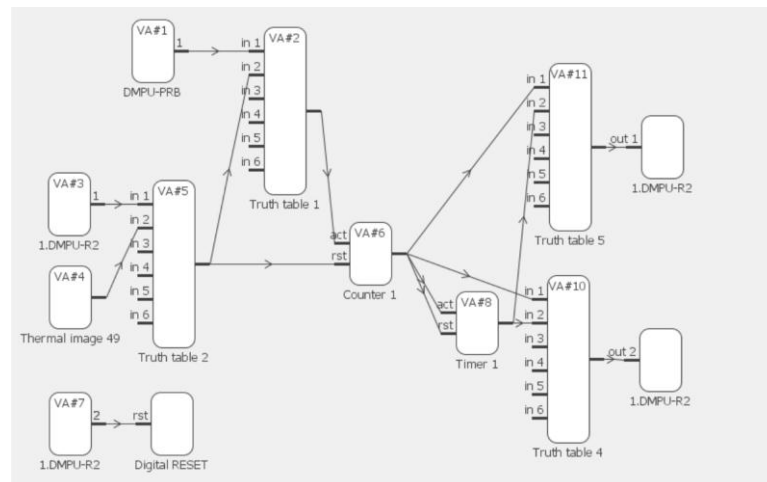 VA#1
1
DMPU-PRB
VA#2
in 1
in 2
in 3
in 4
in 5
in 6
Truth table 1
VA#3
1
1.DMPU-R2
VA#4
Thermal image 49
VA#5
in 1
in 2
in 3
in 4
in 5
in 6
Truth table 2
VA#6
act
rst
Counter 1
VA#7
2
1.DMPU-R2
rst
Digital RESET
VA#8
act
rst
Timer 1
VA#11
in 1
in 2
in 3
in 4
in 5
in 6
Truth table 5
out 1
1.DMPU-R2
VA#10
in 1
in 2
in 3
in 4
in 5
in 6
Truth table 4
out 2
1.DMPU-R2